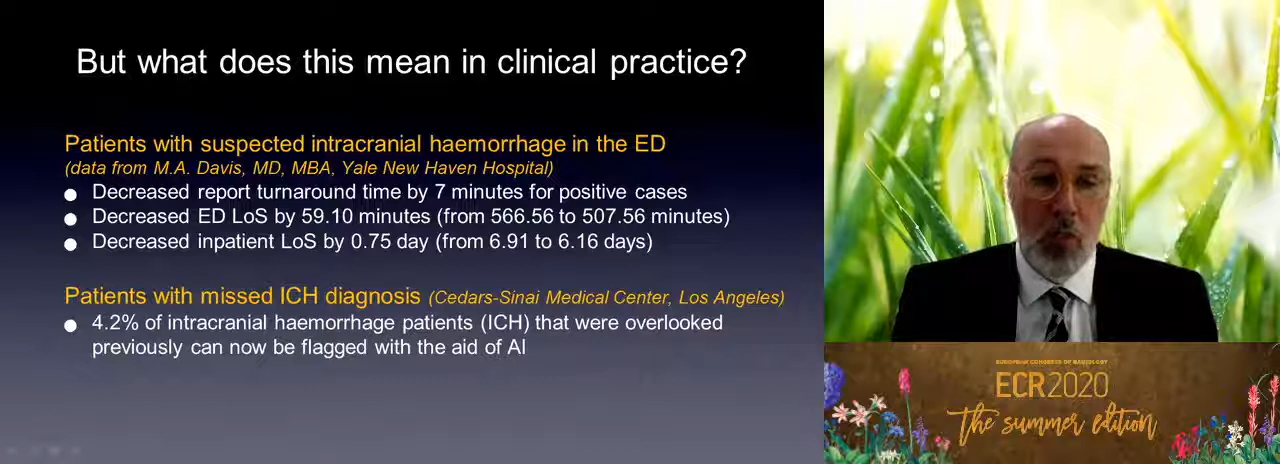 But what does this mean in clinical practice?
Patients with suspected intracranial haemorrhage in the ED
(data from M.A. Davis, MD, MBA, Yale New Haven Hospital)
Decreased report turnaround time by 7 minutes for positive cases
Decreased ED LoS by 59.10 minutes (from 566.56 to 507.56 minutes)
Decreased inpatient LoS by 0.75 day (from 6.91 to 6.16 days)
Patients with missed ICH diagnosis (Cedars-Sinai Medical Center, Los Angeles)
4.2% of intracranial haemorrhage patients (ICH) that were overlooked
previously can now be flagged with the aid of AI
EUROPEAN CONGRESS OF RADIOLOGY
ECR2020
The summer edition